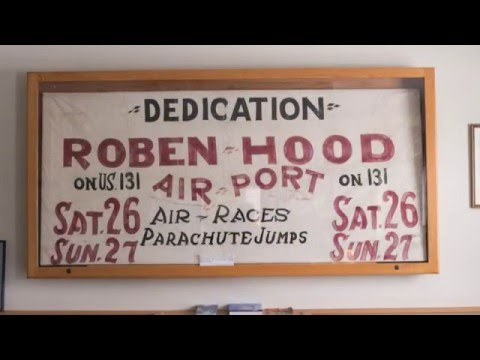 DEDICATION
ROBEN-HOOD
ON U.S. 131 AIR-PORT ON 131
SAT. 26 AIR-RACES SAT. 26
SUN. 27 PARACHUTE JUMPS SUN. 27